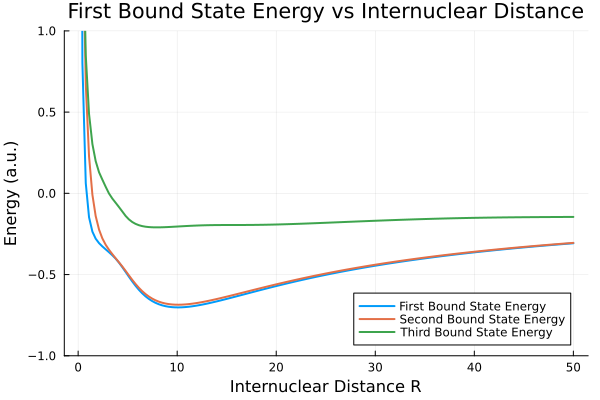 First Bound State Energy vs Internuclear Distance
Energy (a.u.)
1.0
0.5
0.0
−0.5
−1.0
First Bound State Energy
Second Bound State Energy
Third Bound State Energy
0 10 20 30 40 50
Internuclear Distance R